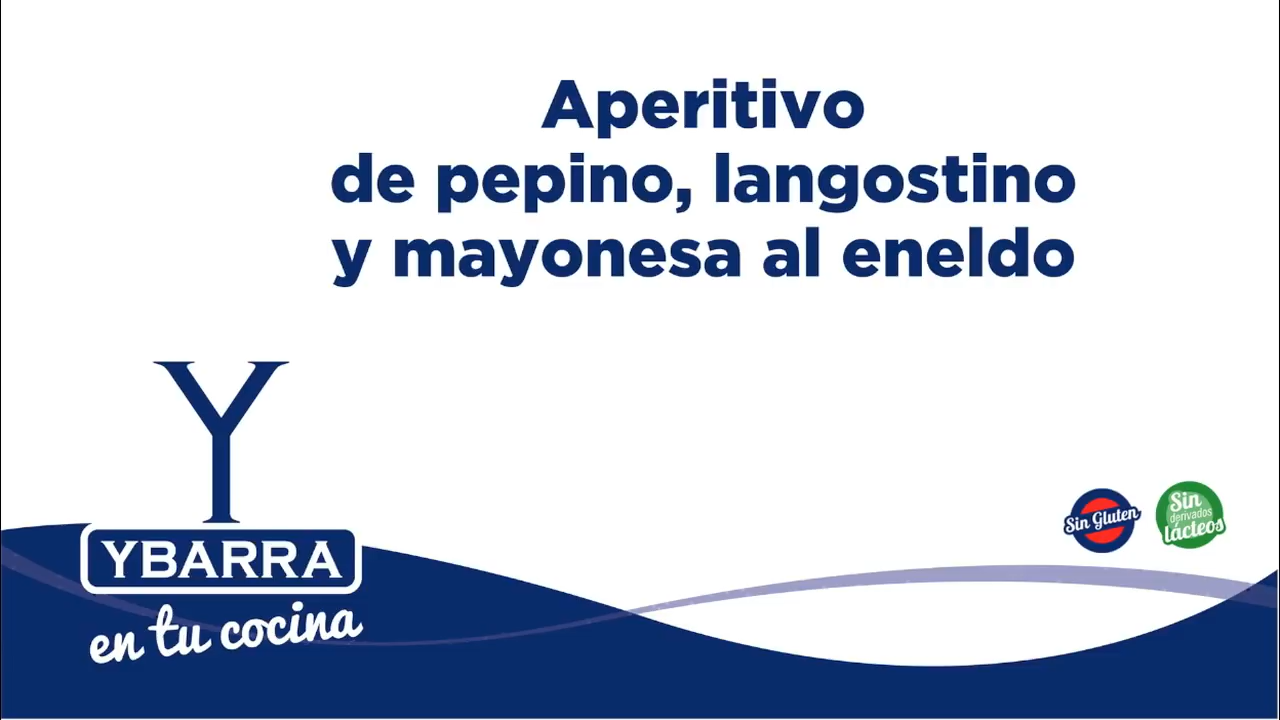 Aperitivo
de pepino, langostino
y mayonesa al eneldo
Y
YBARRA
en tu cocina
Sin Gluten
Sin
derivados
lácteos